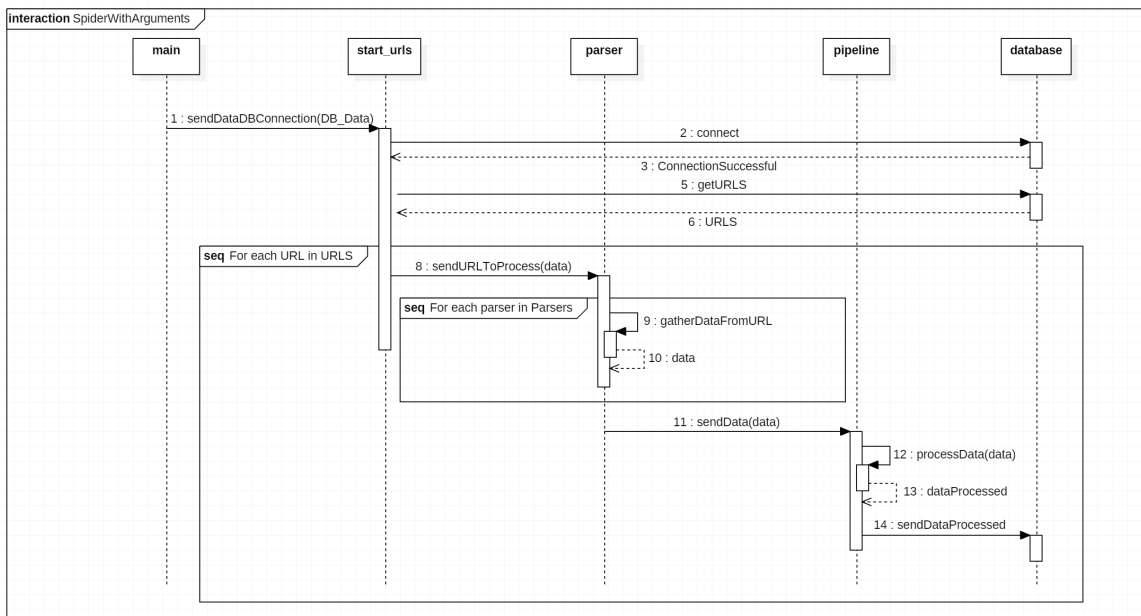 interaction SpiderWithArguments
main
start_urls
parser
pipeline
database
1 : sendDataDBConnection(DB_Data)
2 : connect
3 : ConnectionSuccessful
5 : getURLS
6 : URLS
seq For each URL in URLS
8 : sendURLToProcess(data)
seq For each parser in Parsers
9 : gatherDataFromURL
10 : data
11 : sendData(data)
12 : processData(data)
13 : dataProcessed
14 : sendDataProcessed